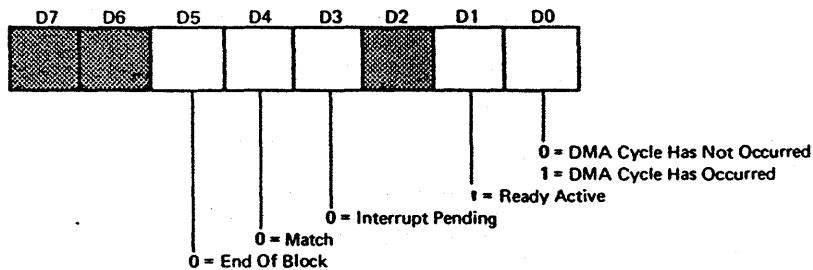 D7 D6 D5 D4 D3 D2 D1 D0
0 = DMA Cycle Has Not Occurred
1 = DMA Cycle Has Occurred
1 = Ready Active
0 = Interrupt Pending
0 = Match
0 = End Of Block